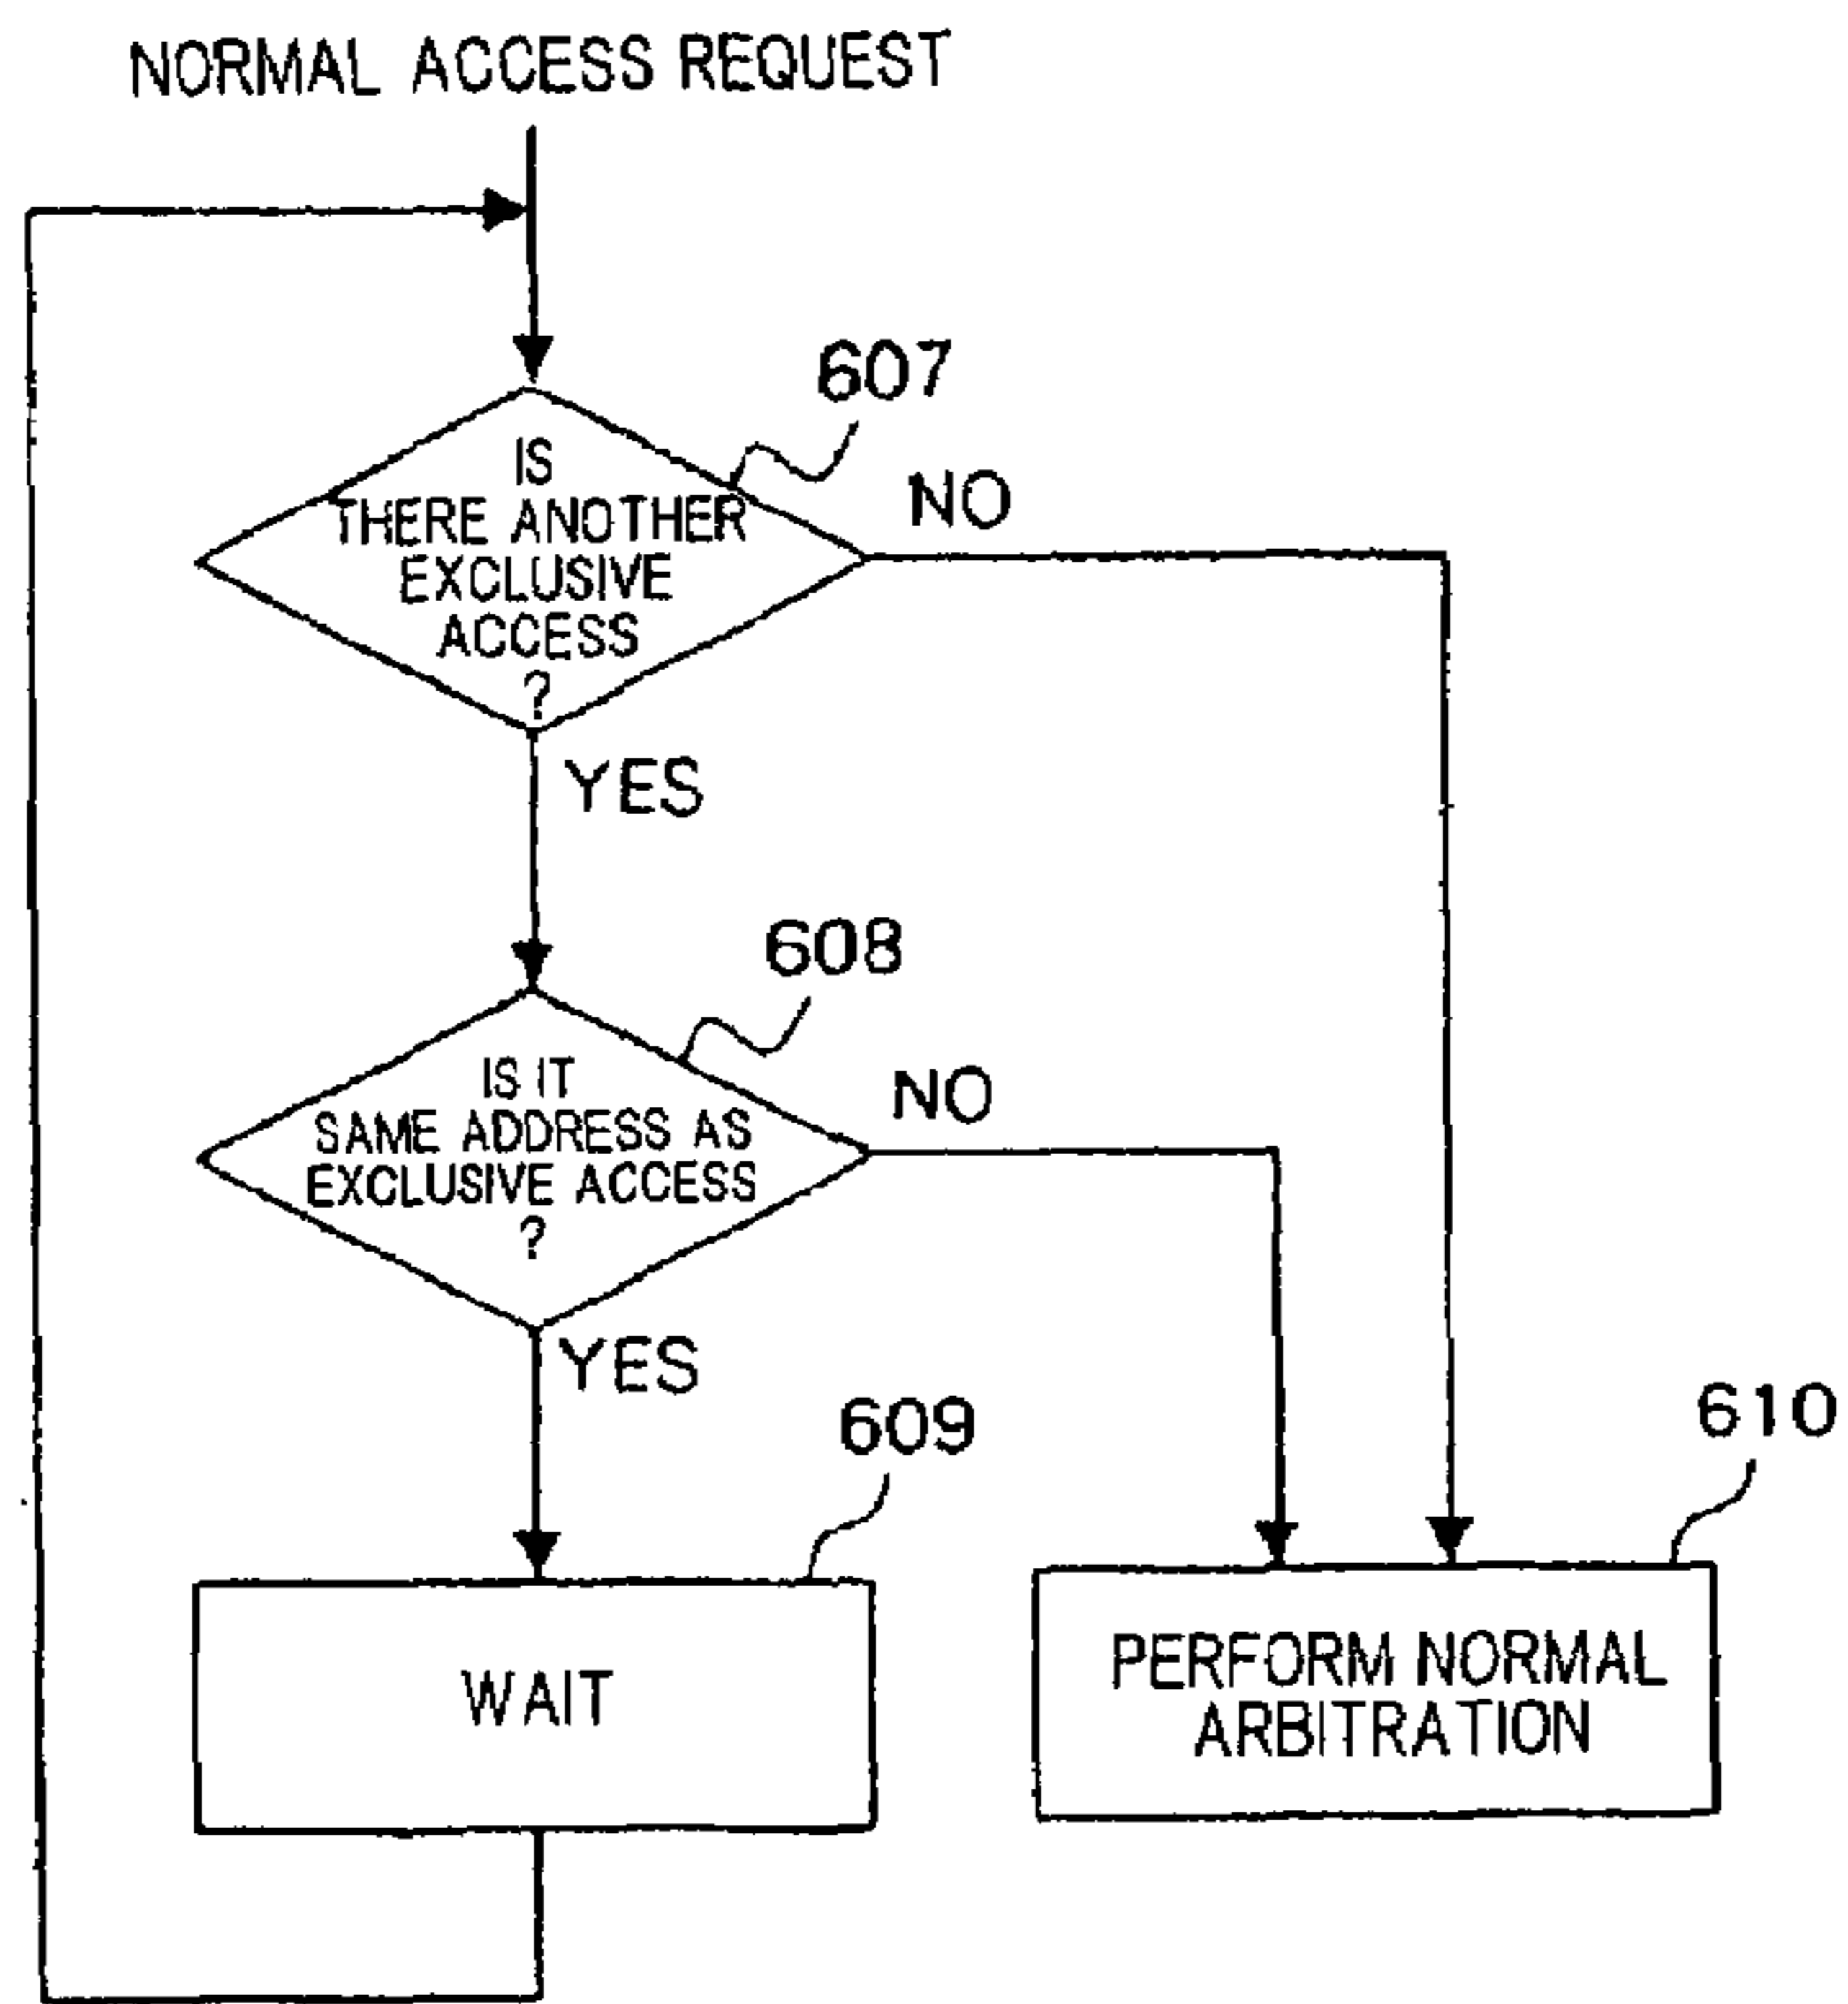 NORMAL ACCESS REQUEST
607
IS
THERE ANOTHER
EXCLUSIVE
ACCESS
?
NO
YES
608
IS IT
SAME ADDRESS AS
EXCLUSIVE ACCESS
?
NO
YES
609
WAIT
610
PERFORM NORMAL
ARBITRATION